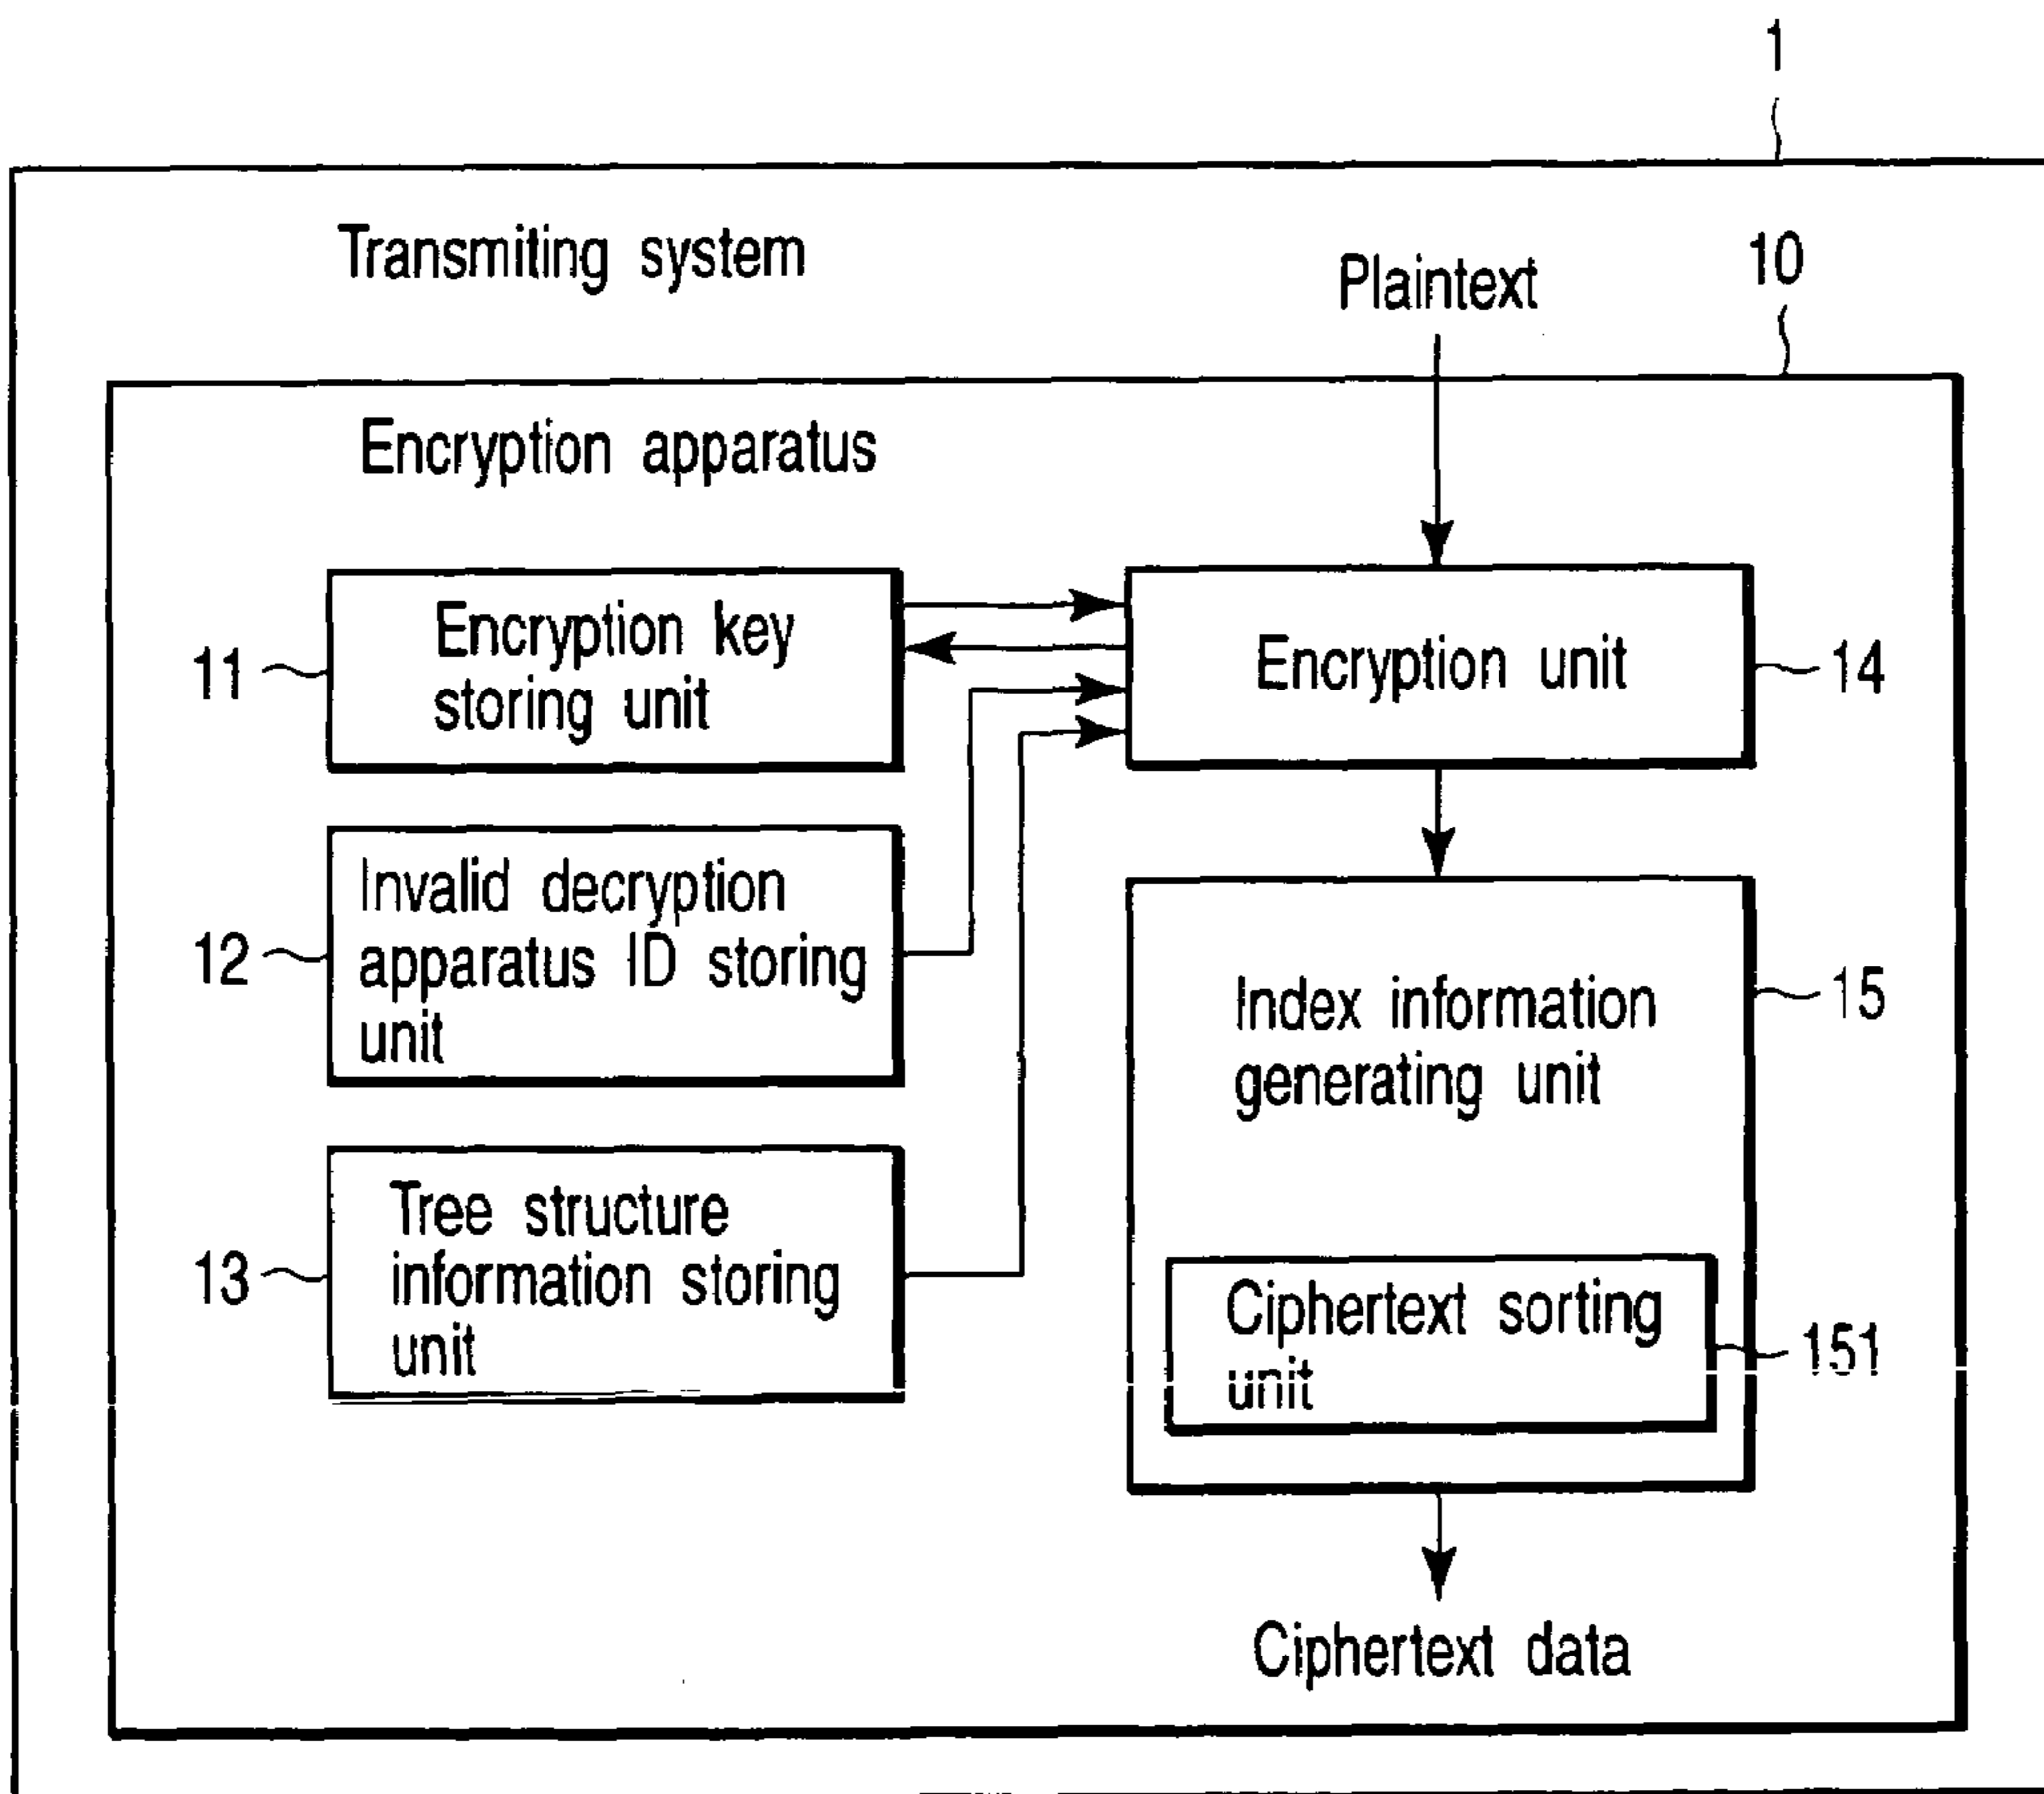 1
Transmiting system
10
Plaintext
Encryption apparatus
11
Encryption key
storing unit
Encryption unit
14
12
Invalid decryption
apparatus ID storing
unit
Index information
generating unit
15
13
Tree structure
information storing
unit
Ciphertext sorting
unit
151
Ciphertext data